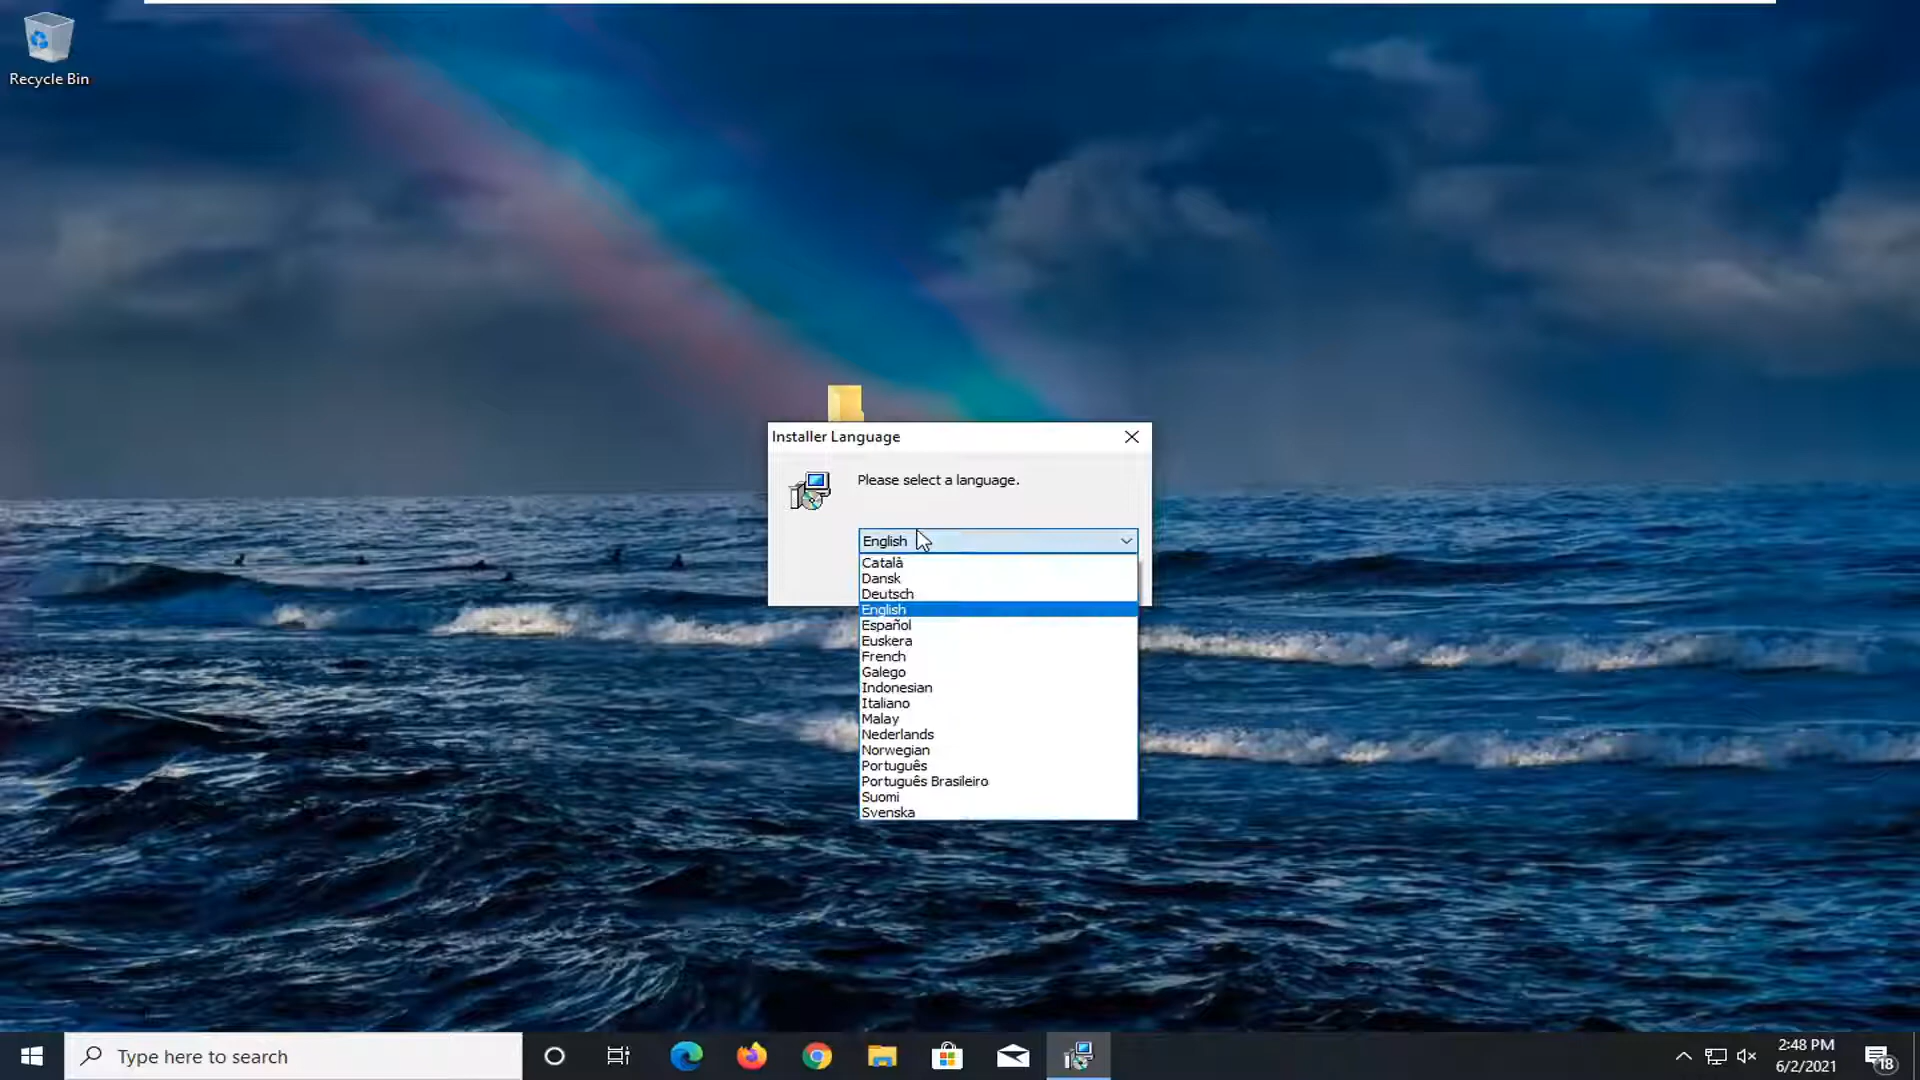 Recycle Bin
Installer Language
Please select a language.
English
Català
Dansk
Deutsch
English
Español
Euskera
French
Galego
Indonesian
Italiano
Malay
Nederlands
Norwegian
Português
Português Brasileiro
Suomi
Svenska
Type here to search
2:48 PM
6/2/2021
18